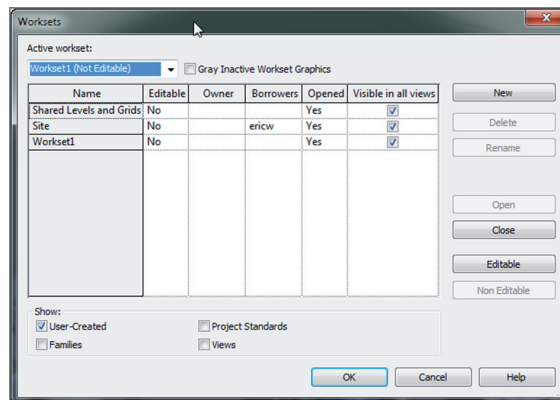 Worksets
Active workset:
Workset1 (Not Editable)
Gray Inactive Workset Graphics
Name Editable Owner Borrowers Opened Visible in all views
Shared Levels and Grids No Yes
Site No ericw Yes
Workset1 No Yes
New
Delete
Rename
Open
Close
Editable
Non Editable
Show:
User-Created Project Standards
Families Views
OK Cancel Help